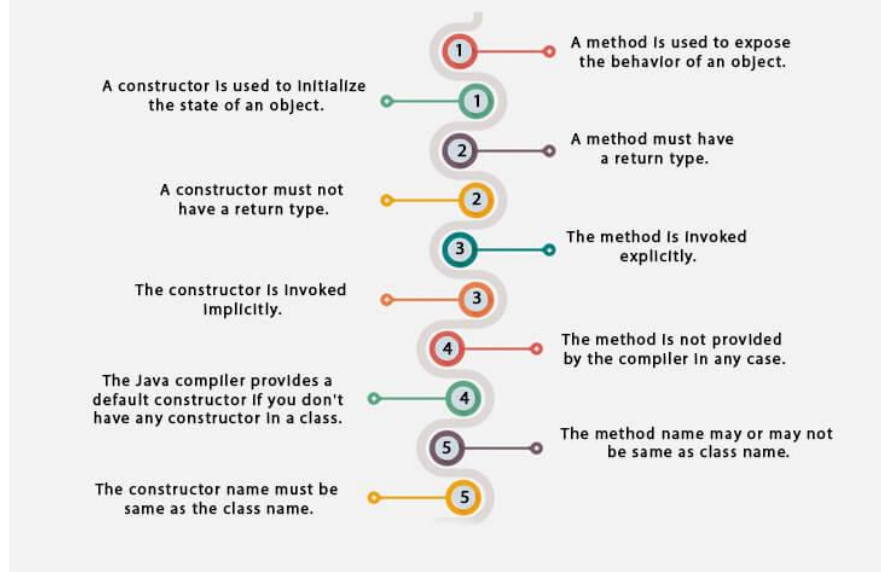 1
A method is used to expose
the behavior of an object.
A constructor is used to initialize
the state of an object.
1
2
A method must have
a return type.
A constructor must not
have a return type.
2
3
The method is invoked
explicitly.
The constructor is invoked
implicitly.
3
4
The method is not provided
by the compiler in any case.
The Java compiler provides a
default constructor if you don't
have any constructor in a class.
4
5
The method name may or may not
be same as class name.
The constructor name must be
same as the class name.
5